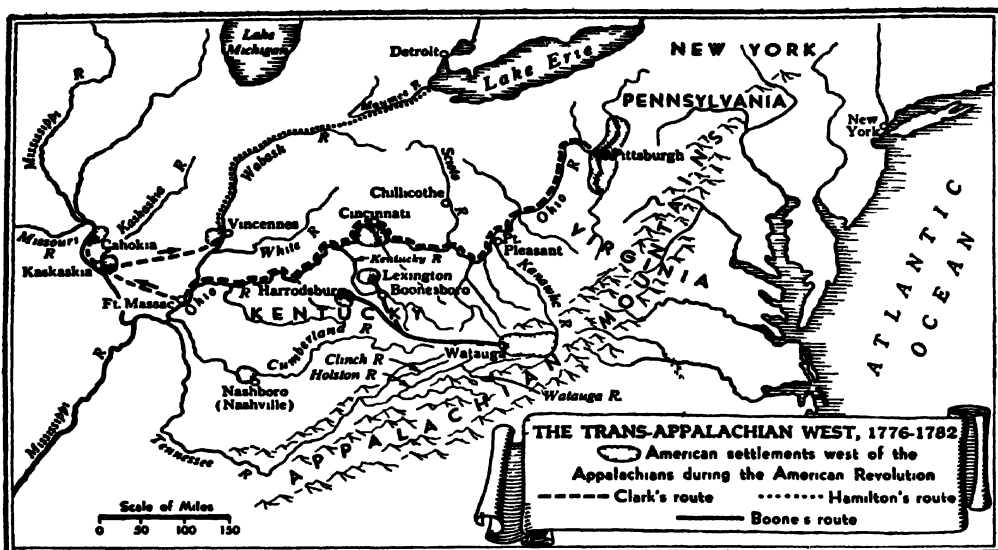 Lake
Michigan
Detroit
Lake Erie
NEW YORK
PENNSYLVANIA
New
York
Mississippi
R
Maumee R
Wabash
R
Scioto
R
Pittsburgh
Kaskaskia R
Chillicothe
Cincinnati
Vincennes
White R
Ohio R
Pt.
Pleasant
VIRGINIA
Missouri
R
Cahokia
Kaskaskia
Kentucky R
Kanawha R
Lexington
Harrodsburg
Boonesboro
Ft. Massac
Ohio
R
KENTUCKY
Cumberland R
Watauga
Clinch R
Holston R
Nashboro
(Nashville)
Watauga R.
Mississippi
R
Tennessee
R
APPALACHIAN
MOUNTAINS
ATLANTIC
OCEAN
THE TRANS-APPALACHIAN WEST, 1776-1782
American settlements west of the
Appalachians during the American Revolution
Clark's route
Hamilton's route
Boone s route
Scale of Miles
0 50 100 150